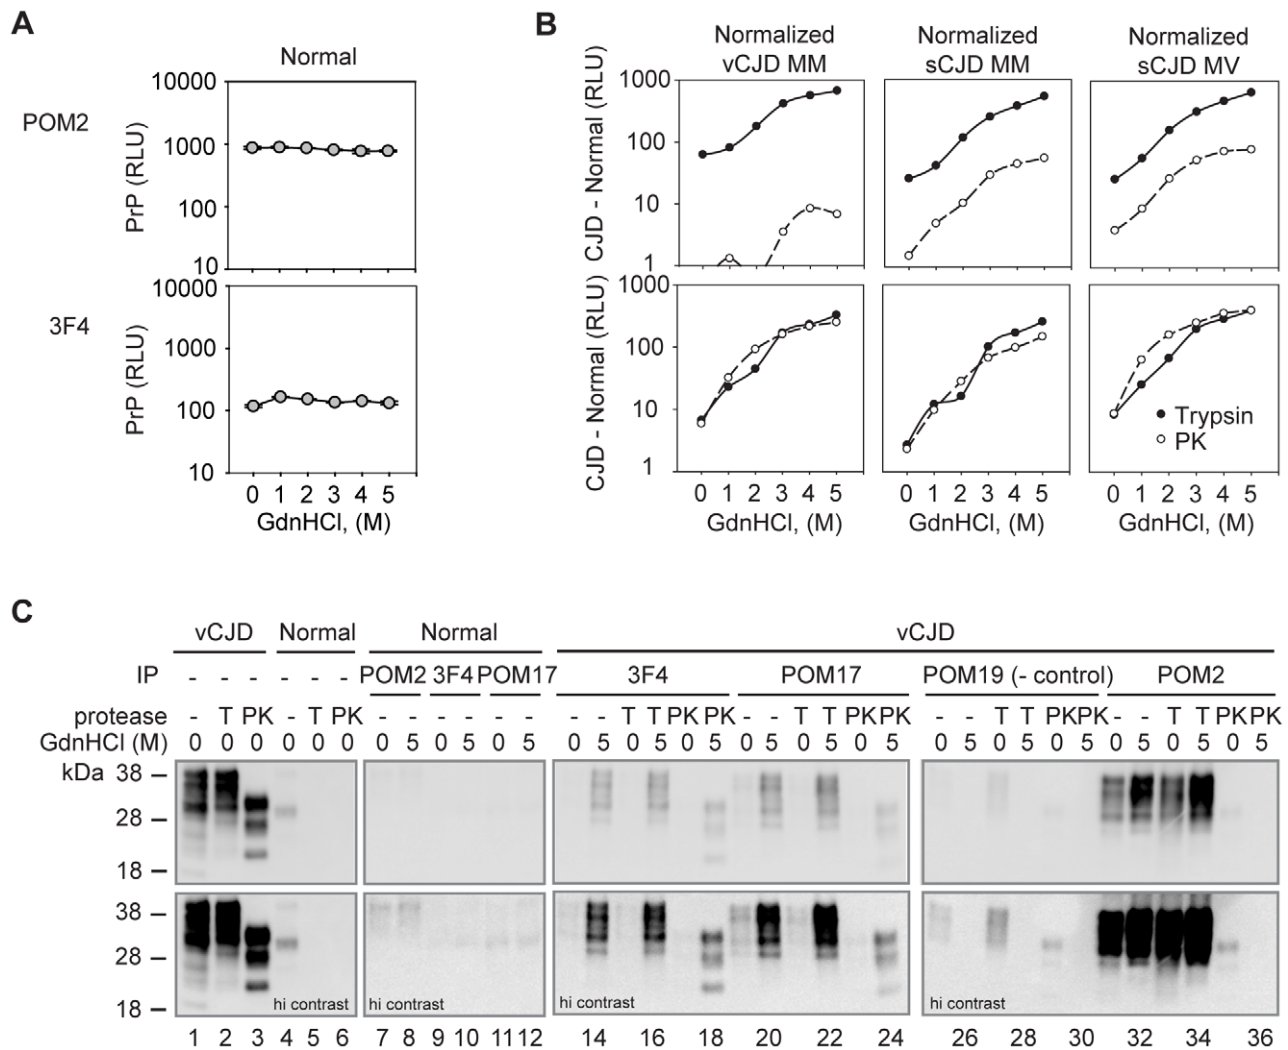 A
Normal
POM2
PrP (RLU)
10000
1000
100
10
3F4
PrP (RLU)
10000
1000
100
10
0 1 2 3 4 5
GdnHCl, (M)
B
Normalized
vCJD MM
Normalized
sCJD MM
Normalized
sCJD MV
CJD - Normal (RLU)
1000
100
10
1
CJD - Normal (RLU)
1000
100
10
1
Trypsin
PK
0 1 2 3 4 5
0 1 2 3 4 5
0 1 2 3 4 5
GdnHCl, (M)
GdnHCl, (M)
GdnHCl, (M)
C
vCJD Normal Normal vCJD
IP - - - - - - POM2 3F4 POM17 3F4 POM17 POM19 (- control) POM2
protease - T PK - T PK - - - - - - - - T T PK PK - - T T PK PK - - T T PK PK - - T T PK PK
GdnHCl (M) 0 0 0 0 0 0 0 5 0 5 0 5 0 5 0 5 0 5 0 5 0 5 0 5 0 5 0 5 0 5 0 5 0 5 0 5
kDa 38
28
18
38
28
18
hi contrast hi contrast hi contrast hi contrast
1 2 3 4 5 6 7 8 9 10 11 12 14 16 18 20 22 24 26 28 30 32 34 36